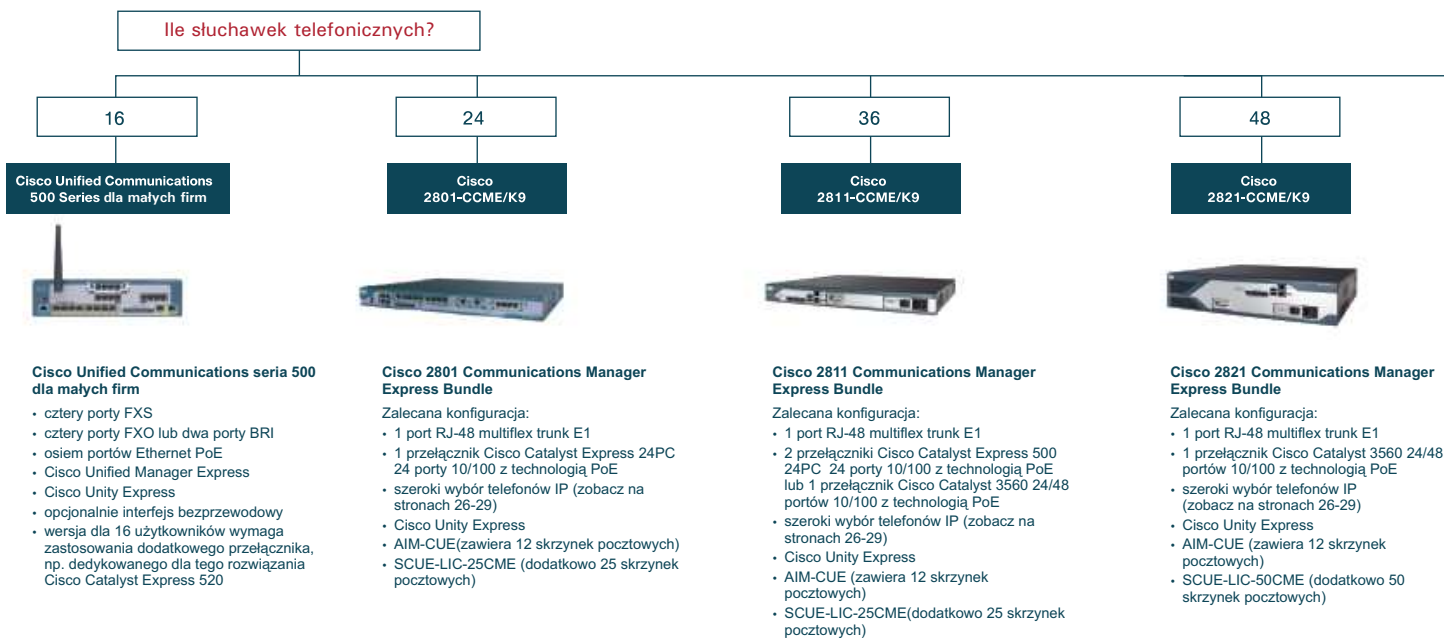 Ile słuchawek telefonicznych?
16
24
36
48
Cisco Unified Communications
500 Series dla małych firm
Cisco
2801-CCME/K9
Cisco
2811-CCME/K9
Cisco
2821-CCME/K9
Cisco Unified Communications seria 500
dla małych firm
• cztery porty FXS
• cztery porty FXO lub dwa porty BRI
• osiem portów Ethernet PoE
• Cisco Unified Manager Express
• Cisco Unity Express
• opcjonalnie interfejs bezprzewodowy
• wersja dla 16 użytkowników wymaga
zastosowania dodatkowego przełącznika,
np. dedykowanego dla tego rozwiązania
Cisco Catalyst Express 520
Cisco 2801 Communications Manager
Express Bundle
Zalecana konfiguracja:
• 1 port RJ-48 multiflex trunk E1
• 1 przełącznik Cisco Catalyst Express 24PC
24 porty 10/100 z technologią PoE
• szeroki wybór telefonów IP (zobacz na
stronach 26-29)
• Cisco Unity Express
• AIM-CUE(zawiera 12 skrzynek pocztowych)
• SCUE-LIC-25CME (dodatkowo 25 skrzynek
pocztowych)
Cisco 2811 Communications Manager
Express Bundle
Zalecana konfiguracja:
• 1 port RJ-48 multiflex trunk E1
• 2 przełączniki Cisco Catalyst Express 500
24PC 24 porty 10/100 z technologią PoE
lub 1 przełącznik Cisco Catalyst 3560 24/48
portów 10/100 z technologią PoE
• szeroki wybór telefonów IP (zobacz na
stronach 26-29)
• Cisco Unity Express
• AIM-CUE (zawiera 12 skrzynek
pocztowych)
• SCUE-LIC-25CME(dodatkowo 25 skrzynek
pocztowych)
Cisco 2821 Communications Manager
Express Bundle
Zalecana konfiguracja:
• 1 port RJ-48 multiflex trunk E1
• 1 przełącznik Cisco Catalyst 3560 24/48
portów 10/100 z technologią PoE
• szeroki wybór telefonów IP
(zobacz na stronach 26-29)
• Cisco Unity Express
• AIM-CUE (zawiera 12 skrzynek
pocztowych)
• SCUE-LIC-50CME (dodatkowo 50
skrzynek pocztowych)